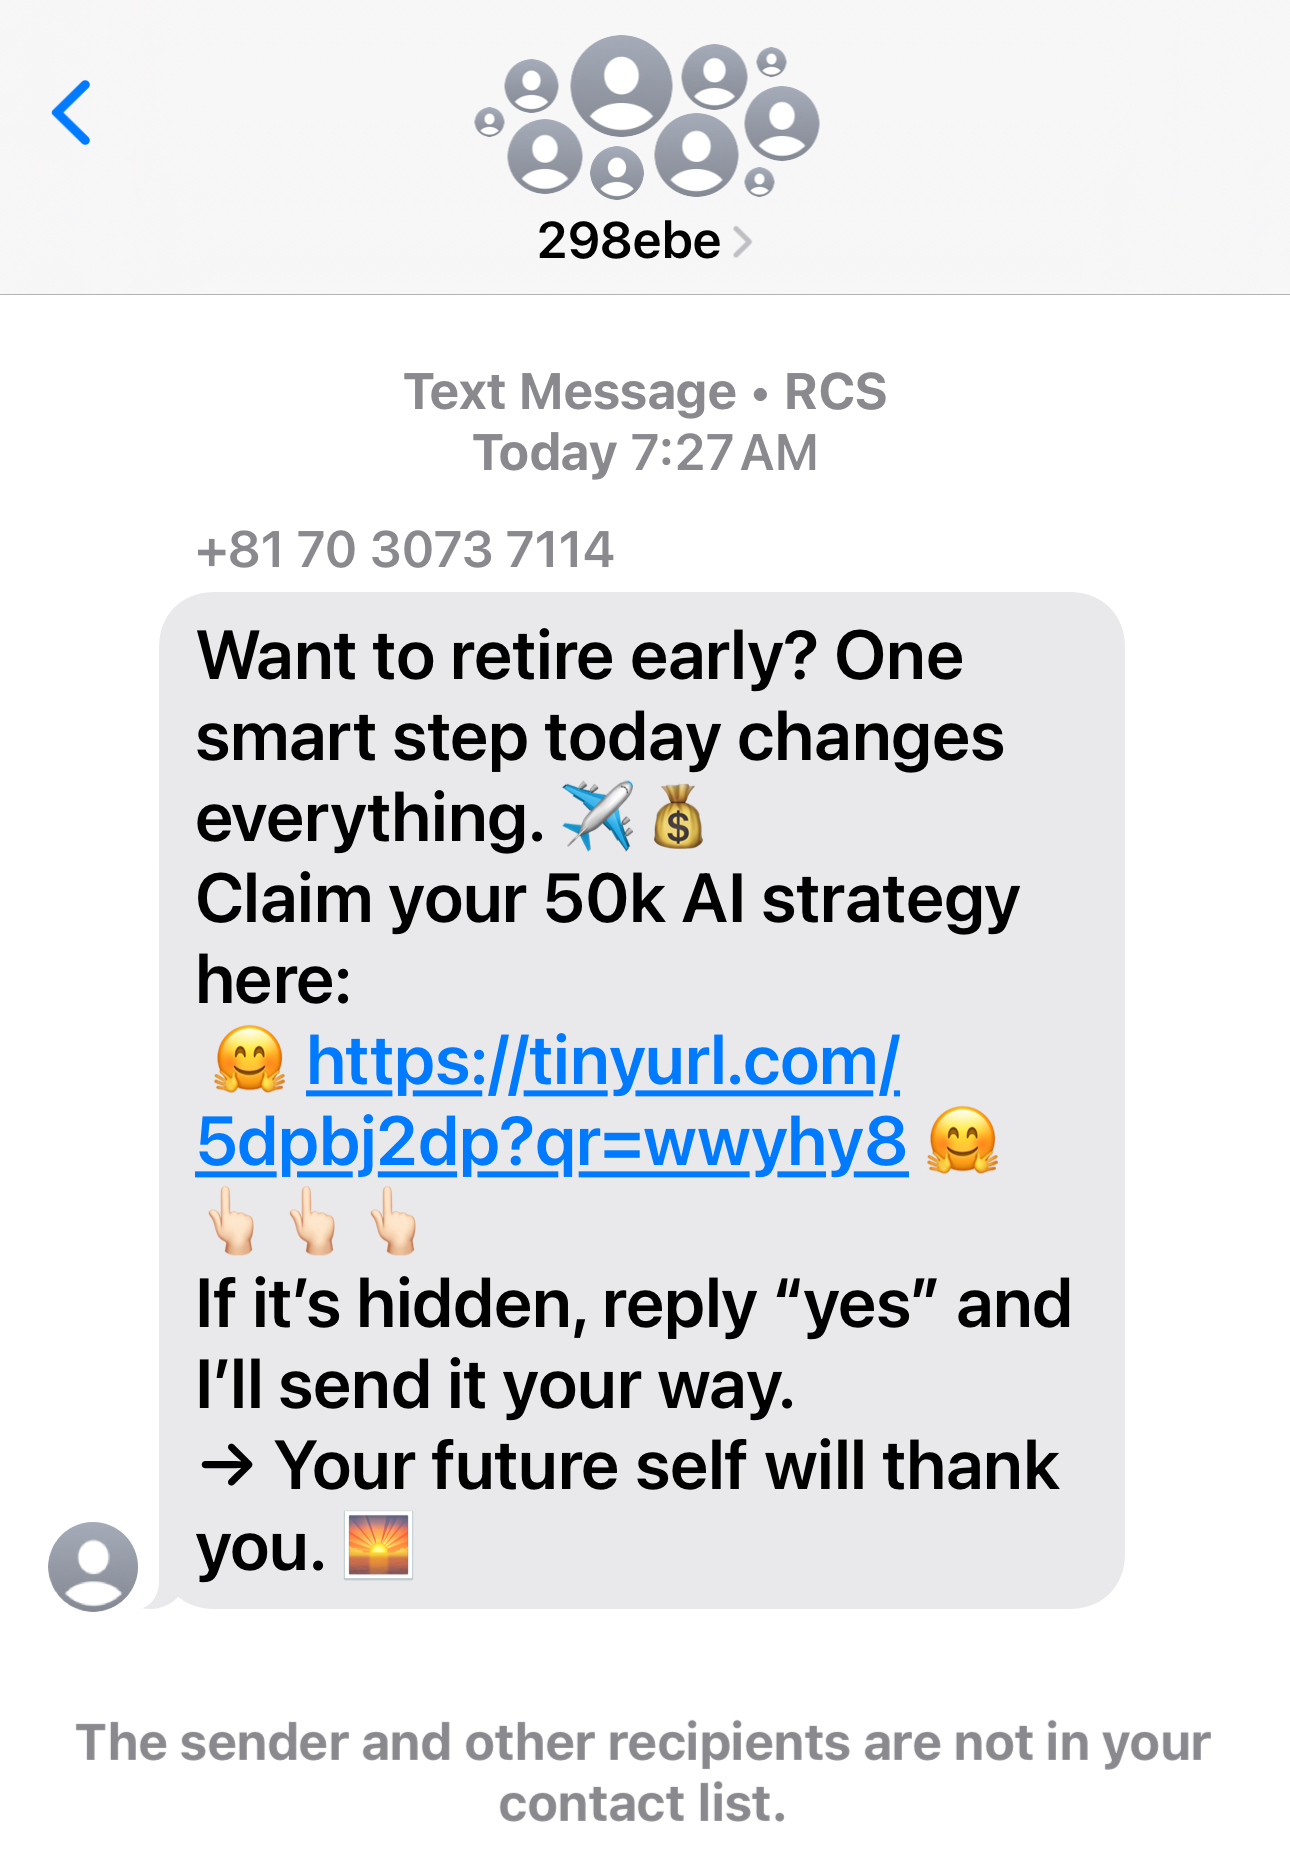 298ebe
Text Message • RCS
Today 7:27 AM
+81 70 3073 7114
Want to retire early? One
smart step today changes
everything. ✈️💰
Claim your 50k AI strategy
here:
🤗 https://tinyurl.com/
5dpbj2dp?qr=wwyhy8 🤗
👆🏻 👆🏻 👆🏻
If it’s hidden, reply “yes” and
I’ll send it your way.
→ Your future self will thank
you. 🌅
The sender and other recipients are not in your
contact list.